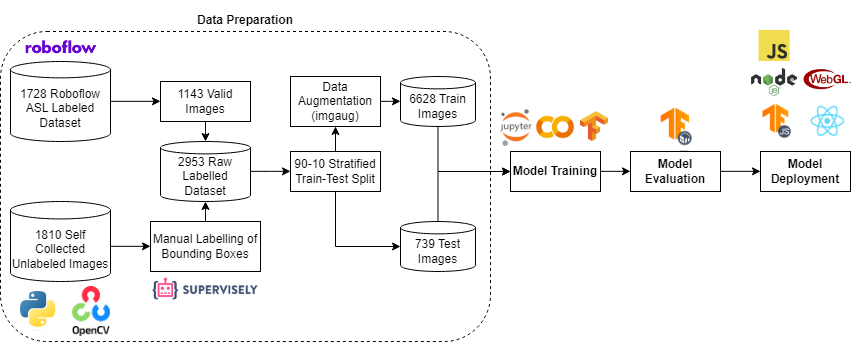 Data Preparation
roboflow
1728 Roboflow
ASL Labeled
Dataset
1143 Valid
Images
2953 Raw
Labelled
Dataset
1810 Self
Collected
Unlabeled Images
Manual Labelling of
Bounding Boxes
OpenCV
SUPERVISELY
Data
Augmentation
(imgaug)
90-10 Stratified
Train-Test Split
6628 Train
Images
739 Test
Images
jupyter
CO
Model Training
Model
Evaluation
JS
node
JS
WebGL
JS
Model
Deployment